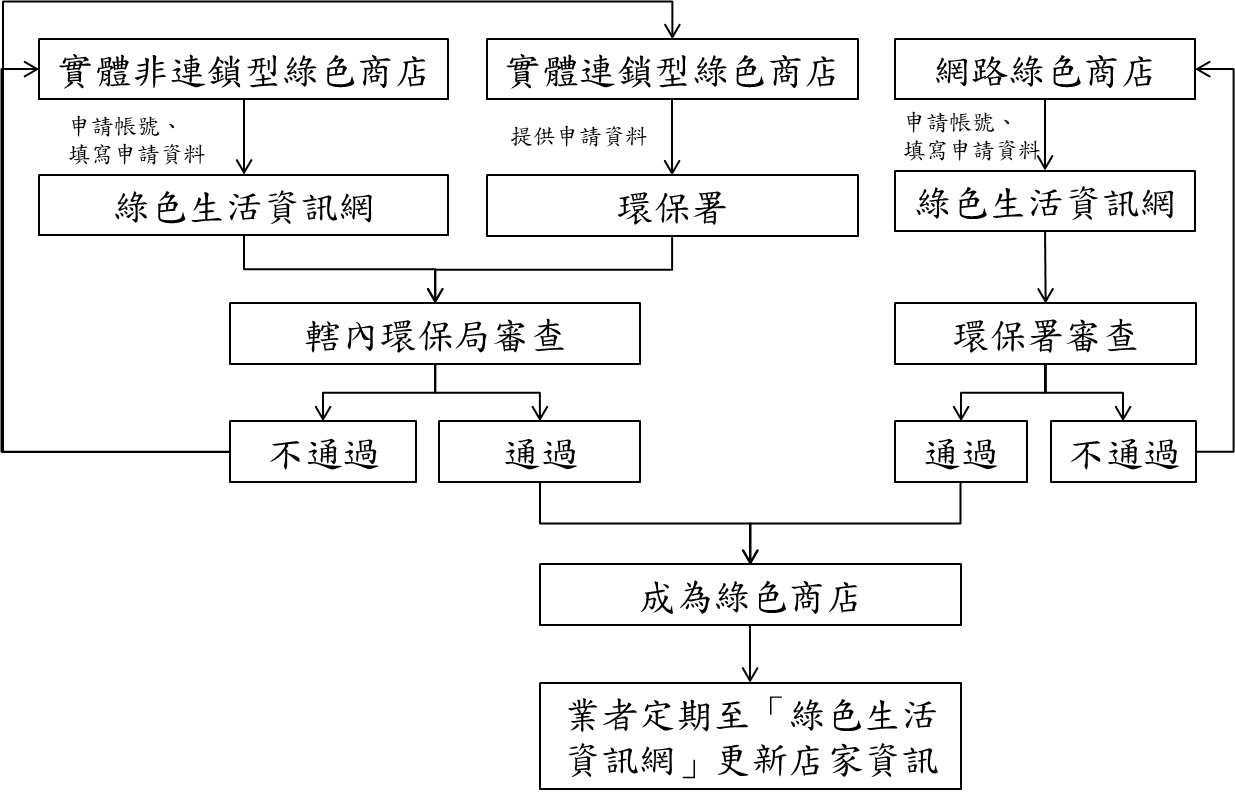 實體非連鎖型綠色商店
實體連鎖型綠色商店
網路綠色商店
申請帳號、
填寫申請資料
提供申請資料
申請帳號、
填寫申請資料
綠色生活資訊網
環保署
綠色生活資訊網
轄內環保局審查
環保署審查
不通過
通過
通過
不通過
成為綠色商店
業者定期至「綠色生活
資訊網」更新店家資訊